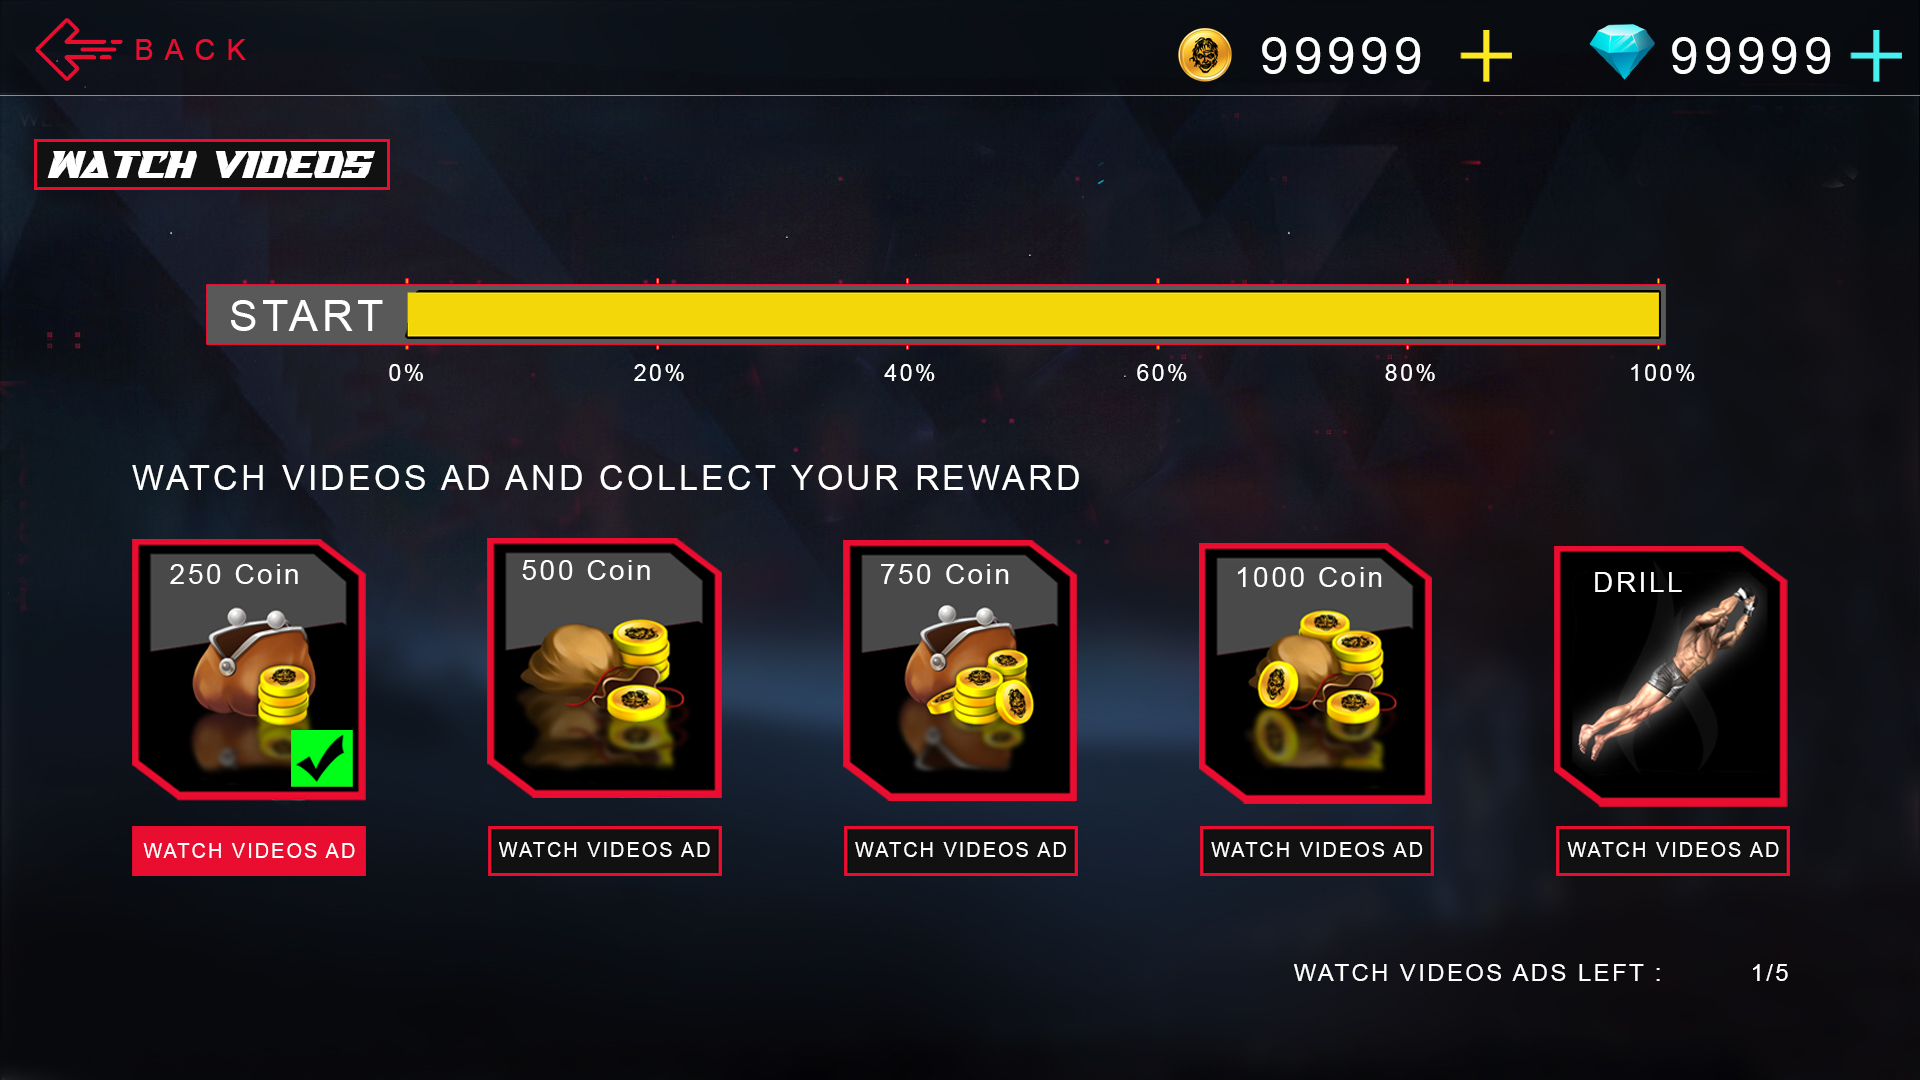 BACK
99999
99999
WATCH VIDEOS
START
0%
20%
40%
60%
80%
100%
WATCH VIDEOS AD AND COLLECT YOUR REWARD
250 Coin
500 Coin
750 Coin
1000 Coin
DRILL
WATCH VIDEOS AD
WATCH VIDEOS AD
WATCH VIDEOS AD
WATCH VIDEOS AD
WATCH VIDEOS AD
WATCH VIDEOS ADS LEFT : 1/5